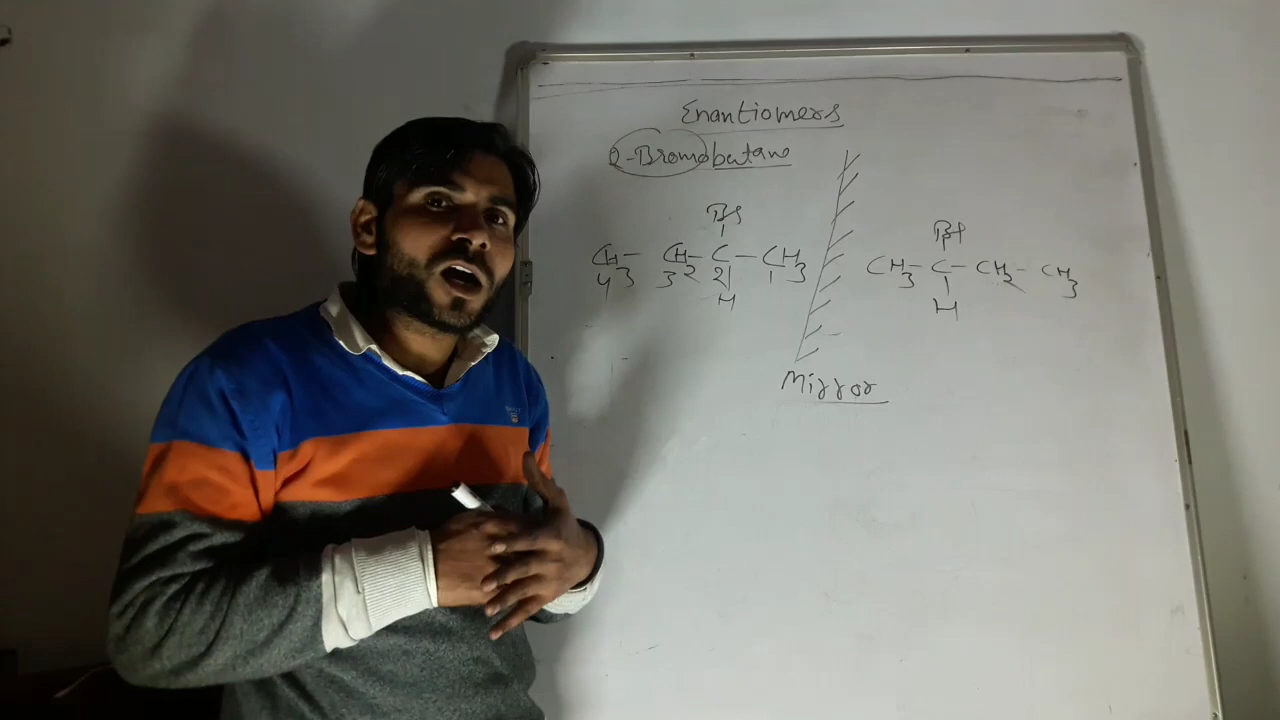 Enantiomers
2-Bromobutane
Br
CH3 - CH2 - C - CH3
4 3 2 1
H
Br
CH3 - C - CH2 - CH3
H
Mirror